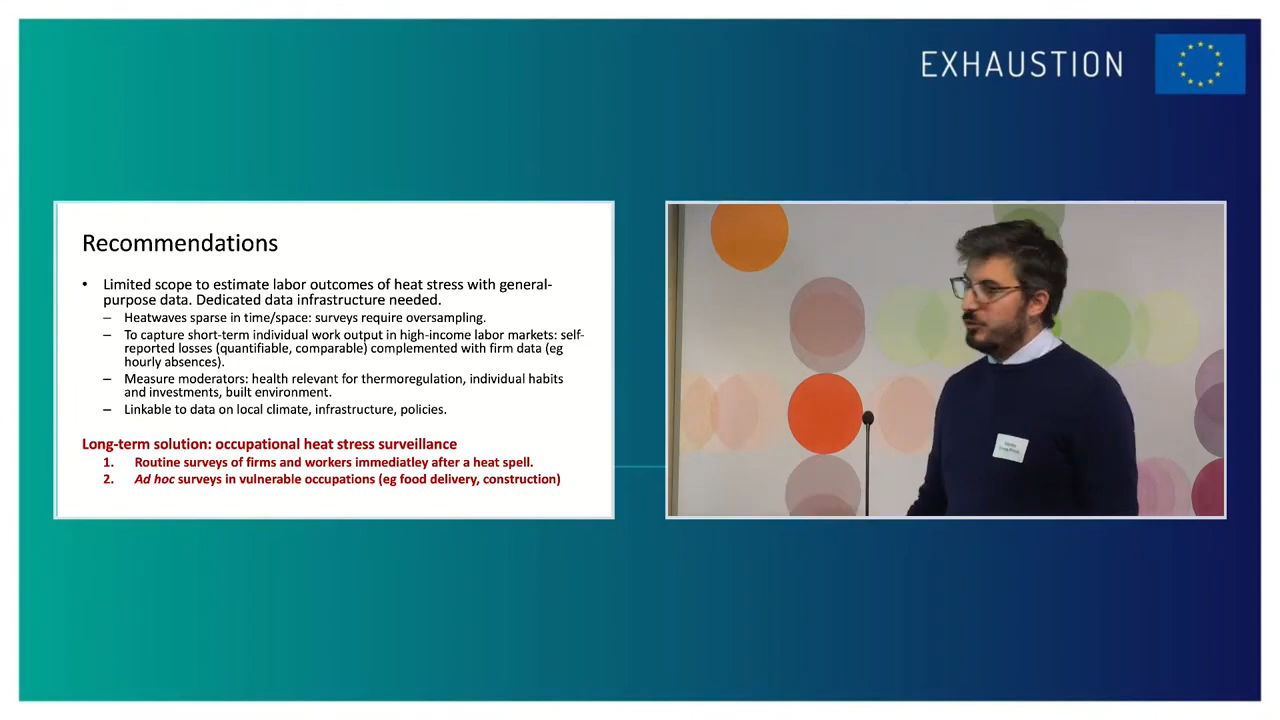 EXHAUSTION
Recommendations
• Limited scope to estimate labor outcomes of heat stress with general-
purpose data. Dedicated data infrastructure needed.
– Heatwaves sparse in time/space: surveys require oversampling.
– To capture short-term individual work output in high-income labor markets: self-
reported losses (quantifiable, comparable) complemented with firm data (eg
hourly absences).
– Measure moderators: health relevant for thermoregulation, individual habits
and investments, built environment.
– Linkable to data on local climate, infrastructure, policies.
Long-term solution: occupational heat stress surveillance
1. Routine surveys of firms and workers immediatley after a heat spell.
2. Ad hoc surveys in vulnerable occupations (eg food delivery, construction)